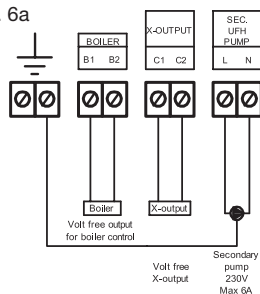 . 6a
BOILER
B1 B2
X-OUTPUT
C1 C2
SEC.
UFH
PUMP
L N
Boiler
X-output
Volt free output
for boiler control
Volt free
X-output
Secondary
pump
230V
Max 6A